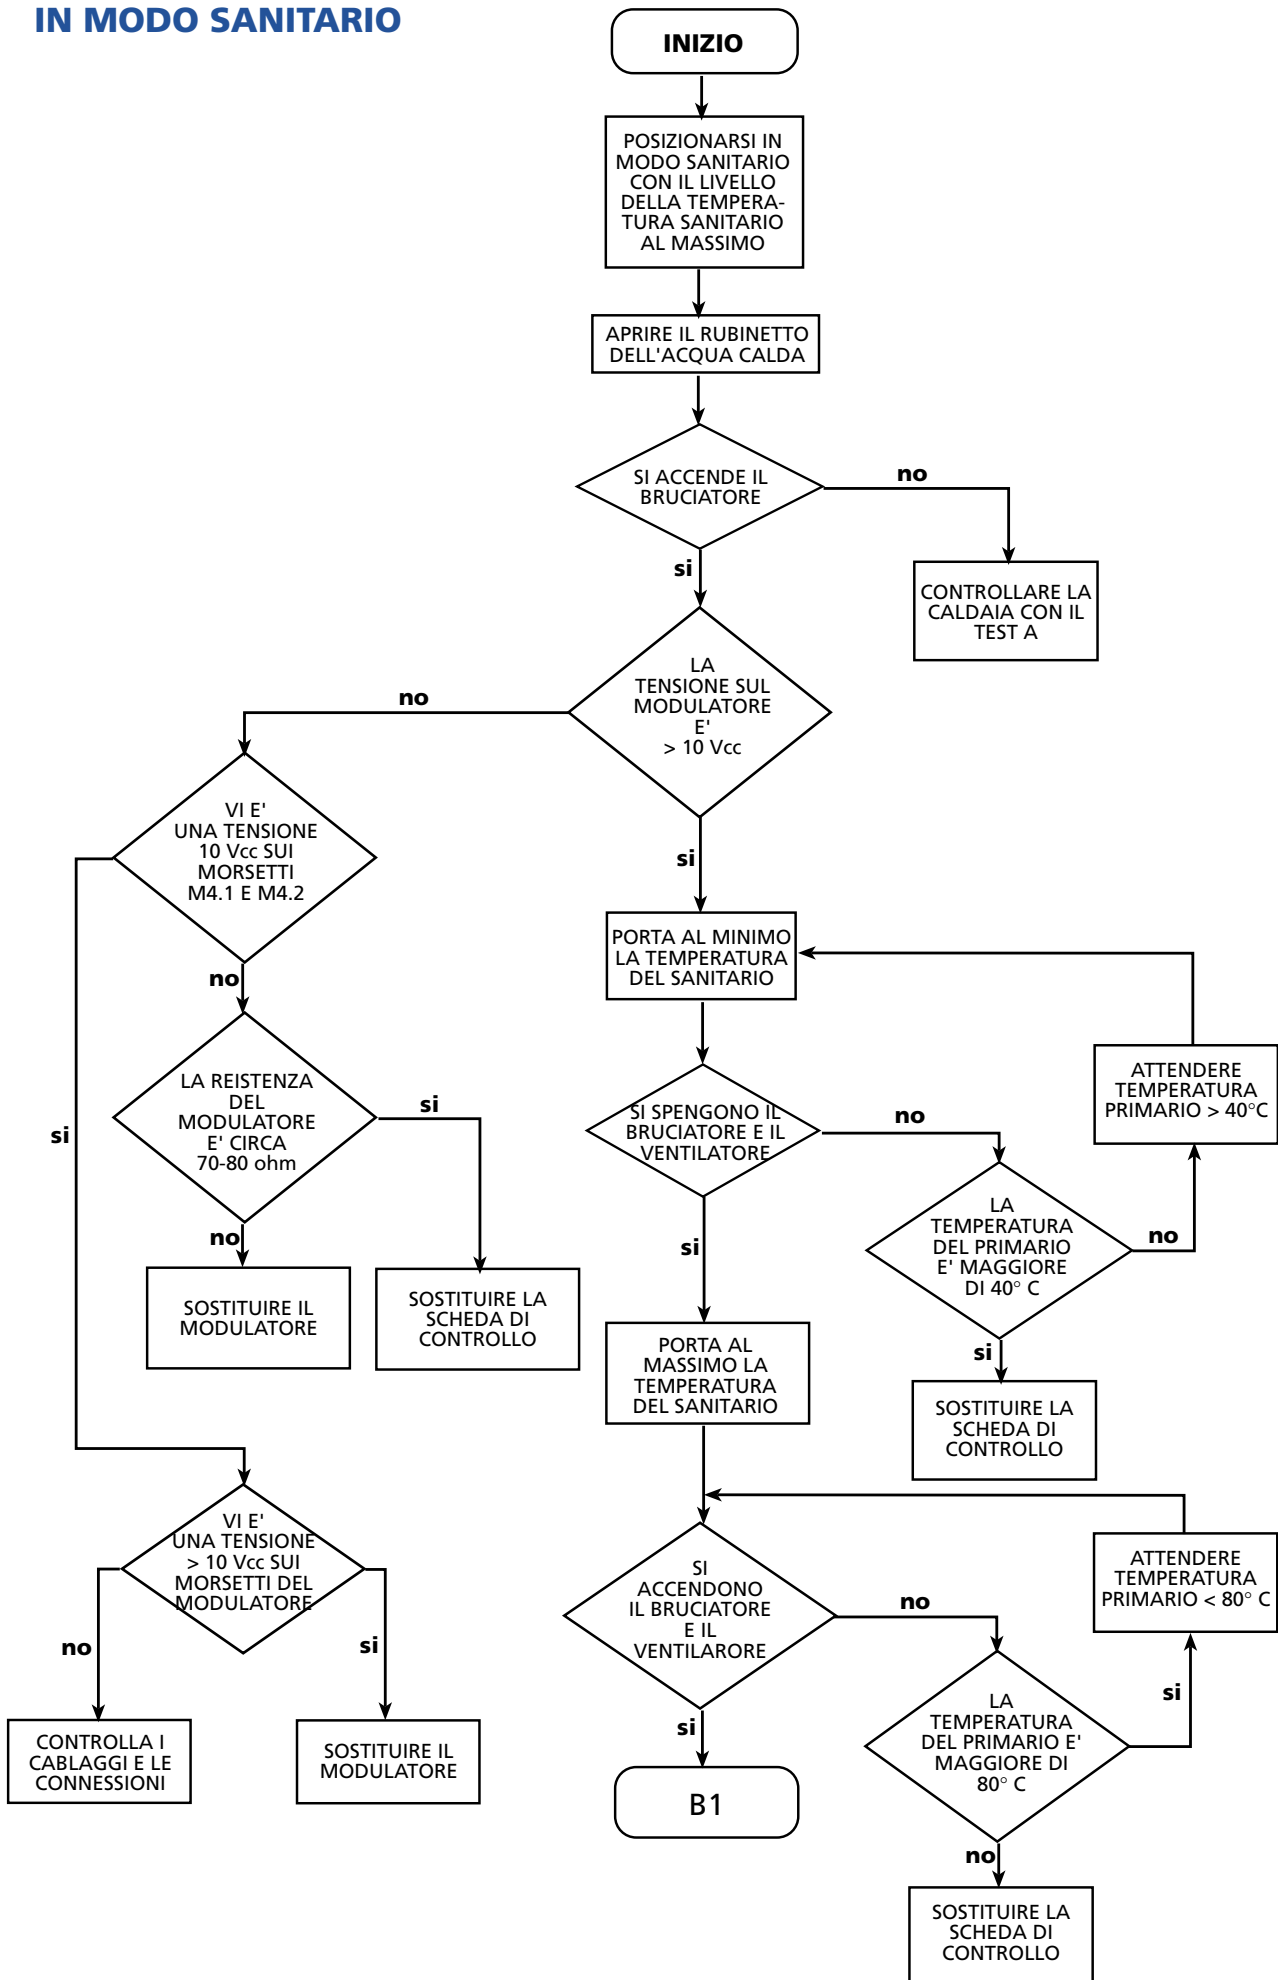 IN MODO SANITARIO
INIZIO
POSIZIONARSI IN
MODO SANITARIO
CON IL LIVELLO
DELLA TEMPERA-
TURA SANITARIO
AL MASSIMO
APRIRE IL RUBINETTO
DELL'ACQUA CALDA
SI ACCENDE IL
BRUCIATORE
no
si
CONTROLLARE LA
CALDAIA CON IL
TEST A
LA
TENSIONE SUL
MODULATORE
E'
> 10 Vcc
no
si
VI E'
UNA TENSIONE
10 Vcc SUI
MORSETTI
M4.1 E M4.2
no
si
LA REISTENZA
DEL
MODULATORE
E' CIRCA
70-80 ohm
si
no
SOSTITUIRE IL
MODULATORE
SOSTITUIRE LA
SCHEDA DI
CONTROLLO
VI E'
UNA TENSIONE
> 10 Vcc SUI
MORSETTI DEL
MODULATORE
no
si
CONTROLLA I
CABLAGGI E LE
CONNESSIONI
SOSTITUIRE IL
MODULATORE
PORTA AL MINIMO
LA TEMPERATURA
DEL SANITARIO
SI SPENGONO IL
BRUCIATORE E IL
VENTILATORE
no
si
ATTENDERE
TEMPERATURA
PRIMARIO > 40°C
LA
TEMPERATURA
DEL PRIMARIO
E' MAGGIORE
DI 40° C
no
si
SOSTITUIRE LA
SCHEDA DI
CONTROLLO
PORTA AL
MASSIMO LA
TEMPERATURA
DEL SANITARIO
SI
ACCENDONO
IL BRUCIATORE
E IL
VENTILARORE
no
si
B1
ATTENDERE
TEMPERATURA
PRIMARIO < 80° C
LA
TEMPERATURA
DEL PRIMARIO E'
MAGGIORE DI
80° C
si
no
SOSTITUIRE LA
SCHEDA DI
CONTROLLO